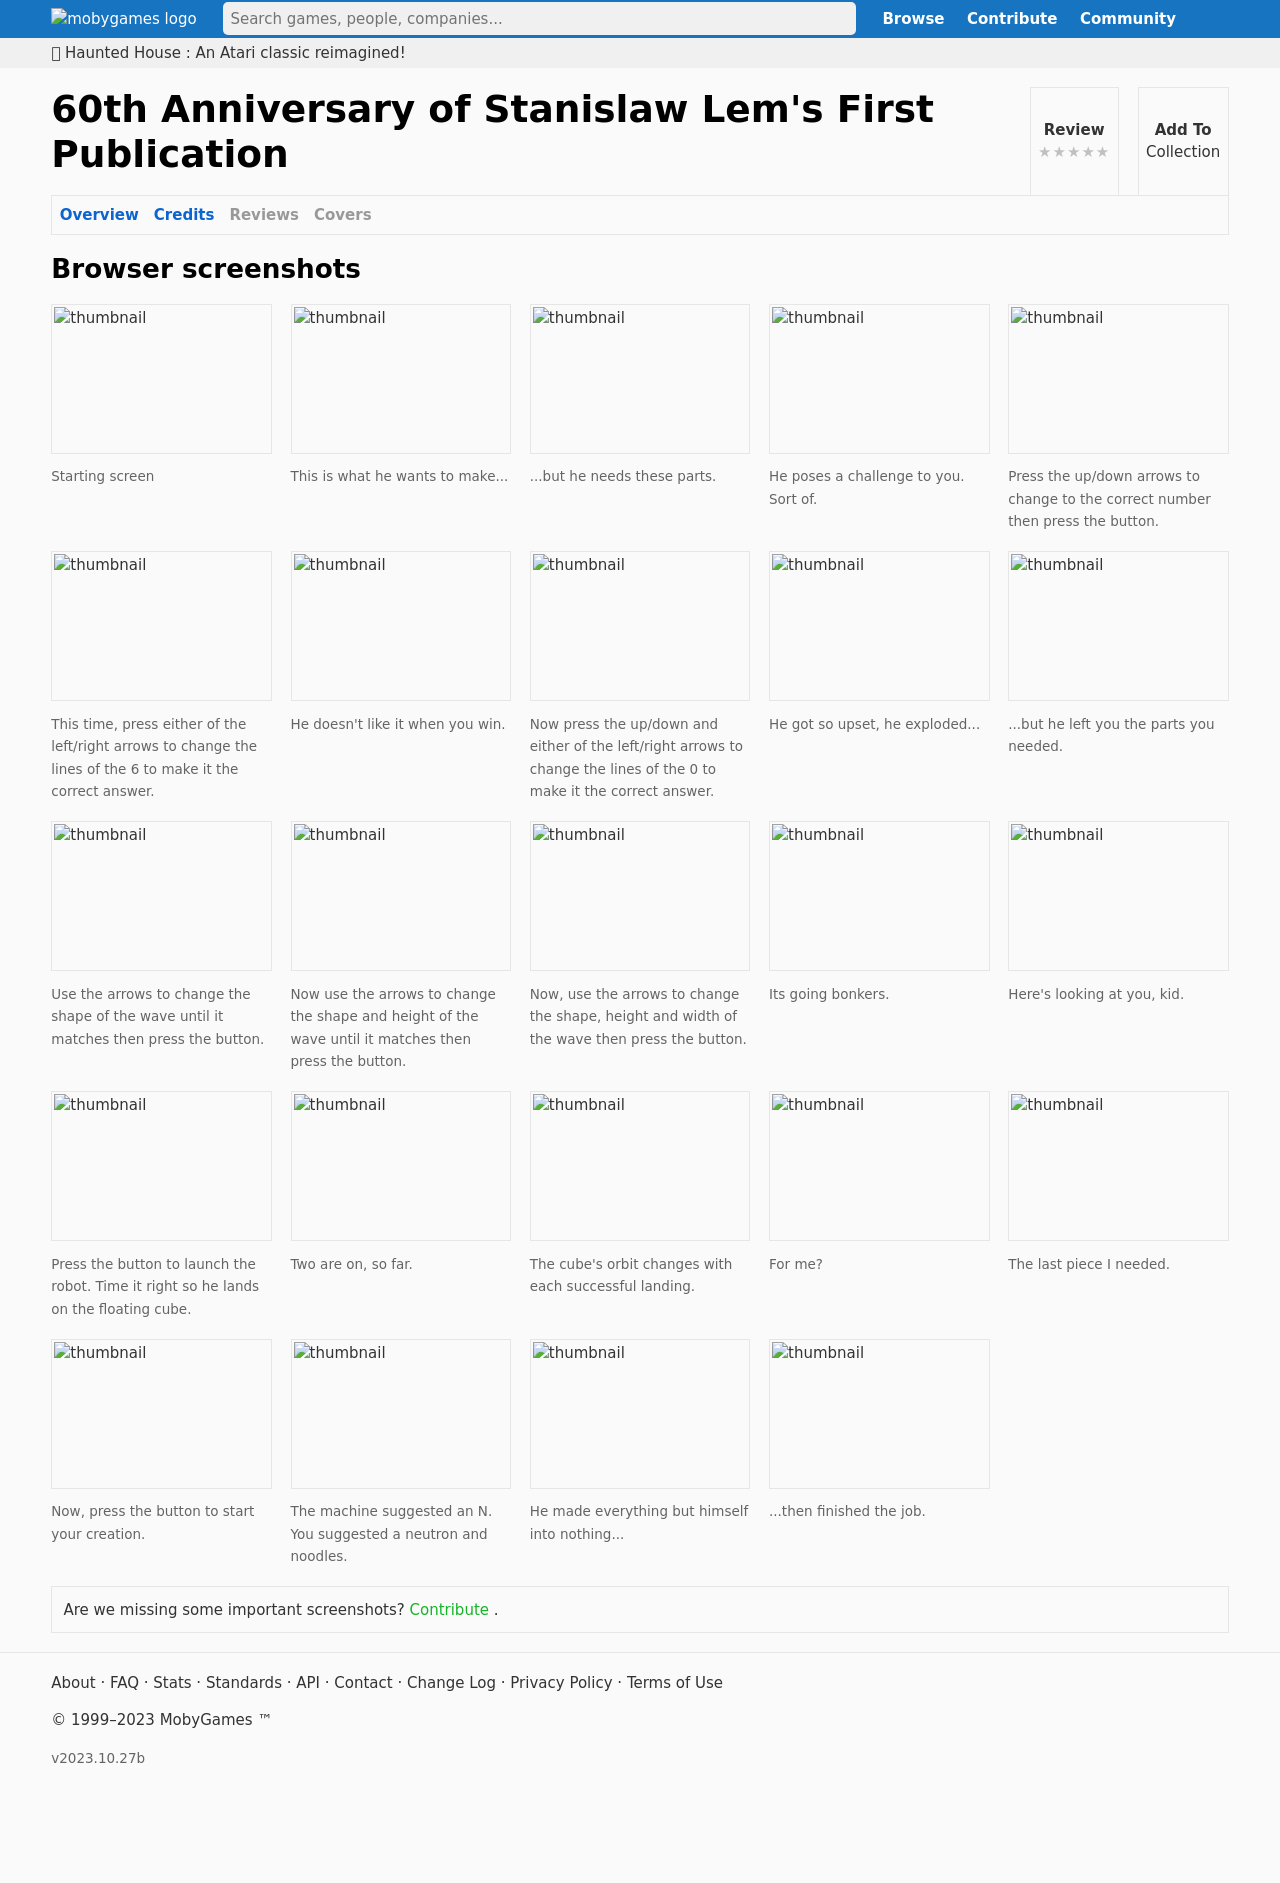 mobygames logo
Search games, people, companies...
Browse Contribute Community
Haunted House : An Atari classic reimagined!
60th Anniversary of Stanislaw Lem's First
Publication
Review
★★★★★
Add To
Collection
Overview Credits Reviews Covers
Browser screenshots
thumbnail
thumbnail
thumbnail
thumbnail
thumbnail
Starting screen
This is what he wants to make...
...but he needs these parts.
He poses a challenge to you.
Sort of.
Press the up/down arrows to
change to the correct number
then press the button.
thumbnail
thumbnail
thumbnail
thumbnail
thumbnail
This time, press either of the
left/right arrows to change the
lines of the 6 to make it the
correct answer.
He doesn't like it when you win.
Now press the up/down and
either of the left/right arrows to
change the lines of the 0 to
make it the correct answer.
He got so upset, he exploded...
...but he left you the parts you
needed.
thumbnail
thumbnail
thumbnail
thumbnail
thumbnail
Use the arrows to change the
shape of the wave until it
matches then press the button.
Now use the arrows to change
the shape and height of the
wave until it matches then
press the button.
Now, use the arrows to change
the shape, height and width of
the wave then press the button.
Its going bonkers.
Here's looking at you, kid.
thumbnail
thumbnail
thumbnail
thumbnail
thumbnail
Press the button to launch the
robot. Time it right so he lands
on the floating cube.
Two are on, so far.
The cube's orbit changes with
each successful landing.
For me?
The last piece I needed.
thumbnail
thumbnail
thumbnail
thumbnail
Now, press the button to start
your creation.
The machine suggested an N.
You suggested a neutron and
noodles.
He made everything but himself
into nothing...
...then finished the job.
Are we missing some important screenshots? Contribute .
About · FAQ · Stats · Standards · API · Contact · Change Log · Privacy Policy · Terms of Use
© 1999–2023 MobyGames ™
v2023.10.27b